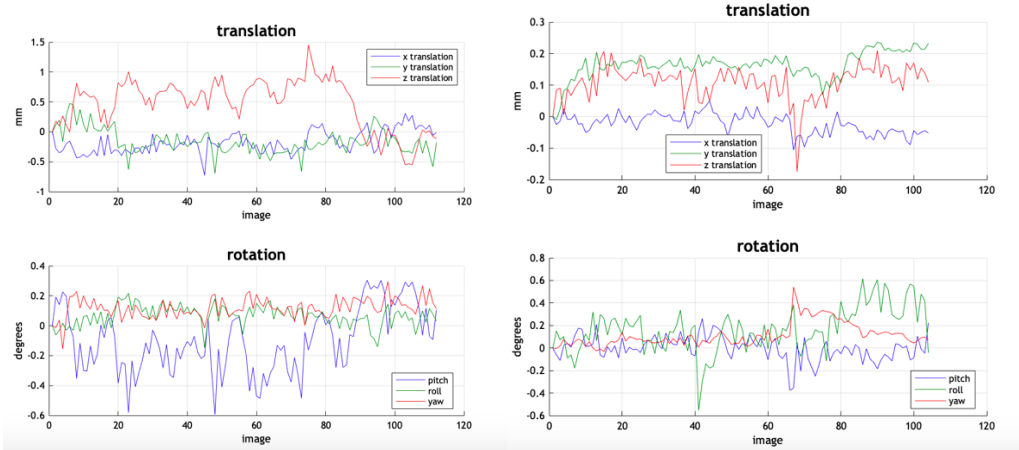 translation
1.5
1
0.5
0
-0.5
-1
mm
0 20 40 60 80 100 120
image
x translation
y translation
z translation
translation
0.3
0.2
0.1
0
-0.1
-0.2
mm
0 20 40 60 80 100 120
image
x translation
y translation
z translation
rotation
0.4
0.2
0
-0.2
-0.4
-0.6
degrees
0 20 40 60 80 100 120
image
pitch
roll
yaw
rotation
0.8
0.6
0.4
0.2
0
-0.2
-0.4
-0.6
degrees
0 20 40 60 80 100 120
image
pitch
roll
yaw